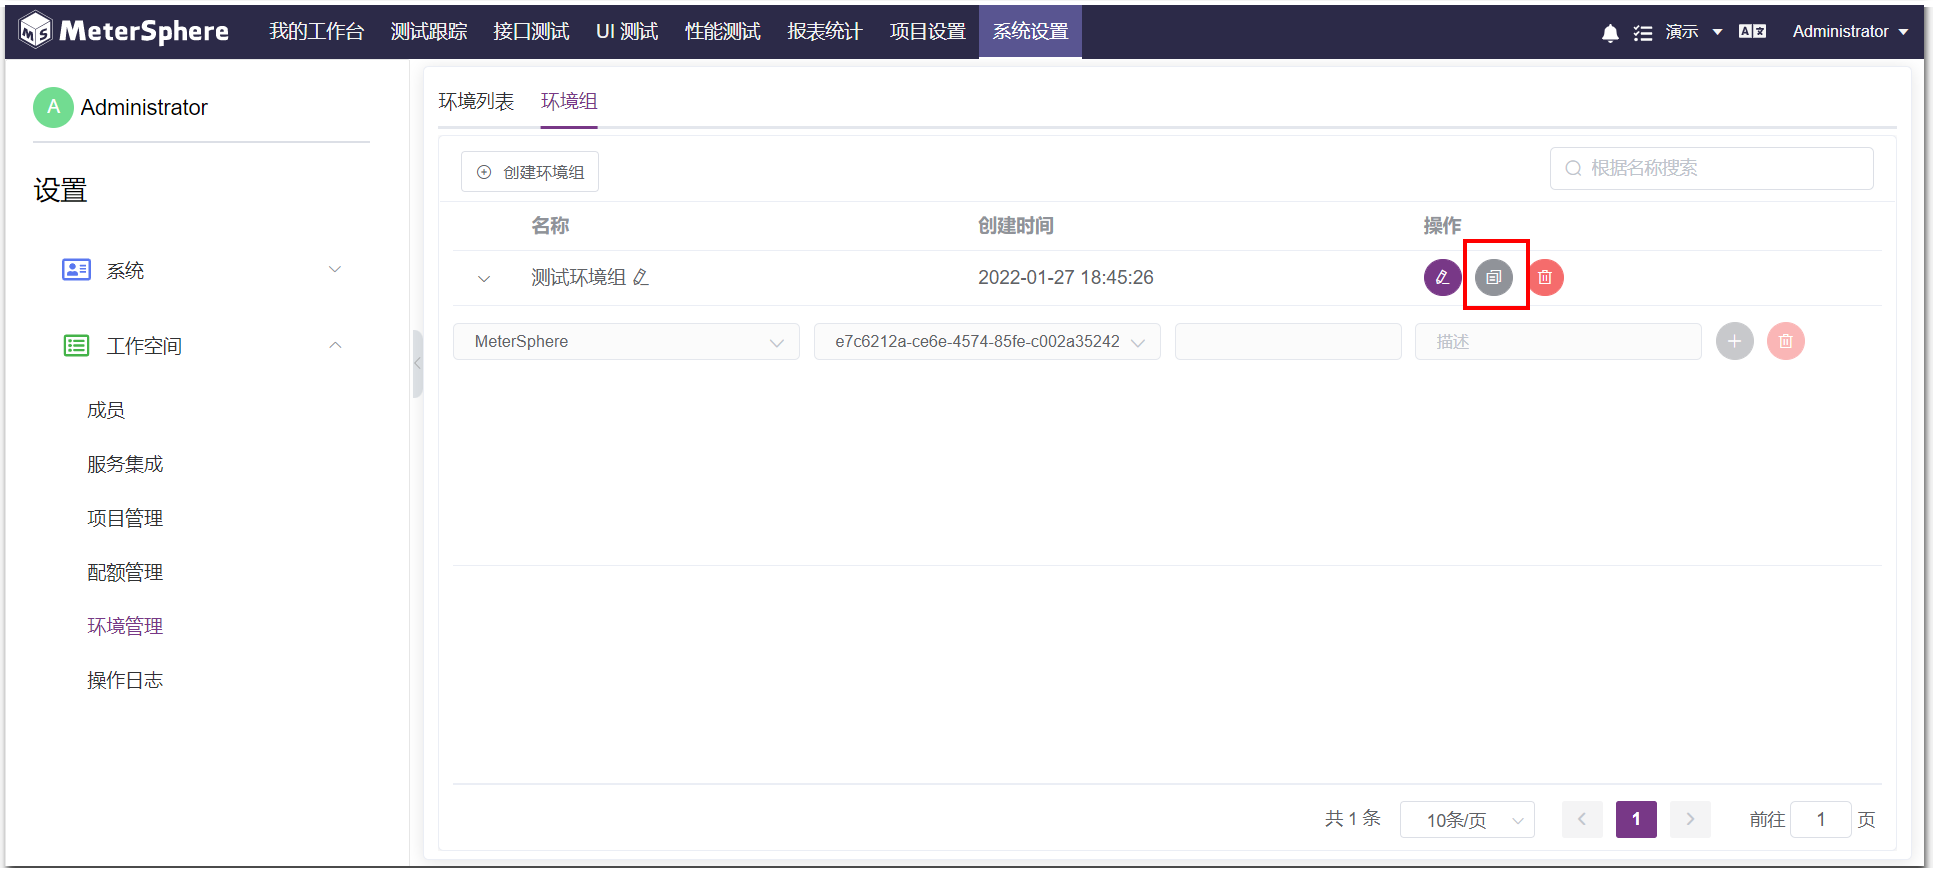 MeterSphere 我的工作台 测试跟踪 接口测试 UI 测试 性能测试 报表统计 项目设置 系统设置 演示 Administrator
A Administrator
设置
系统
工作空间
成员
服务集成
项目管理
配额管理
环境管理
操作日志
环境列表 环境组
创建环境组 根据名称搜索
名称 创建时间 操作
测试环境组 2022-01-27 18:45:26
MeterSphere e7c6212a-ce6e-4574-85fe-c002a35242 描述
共 1 条 10条/页 1 前往 1 页